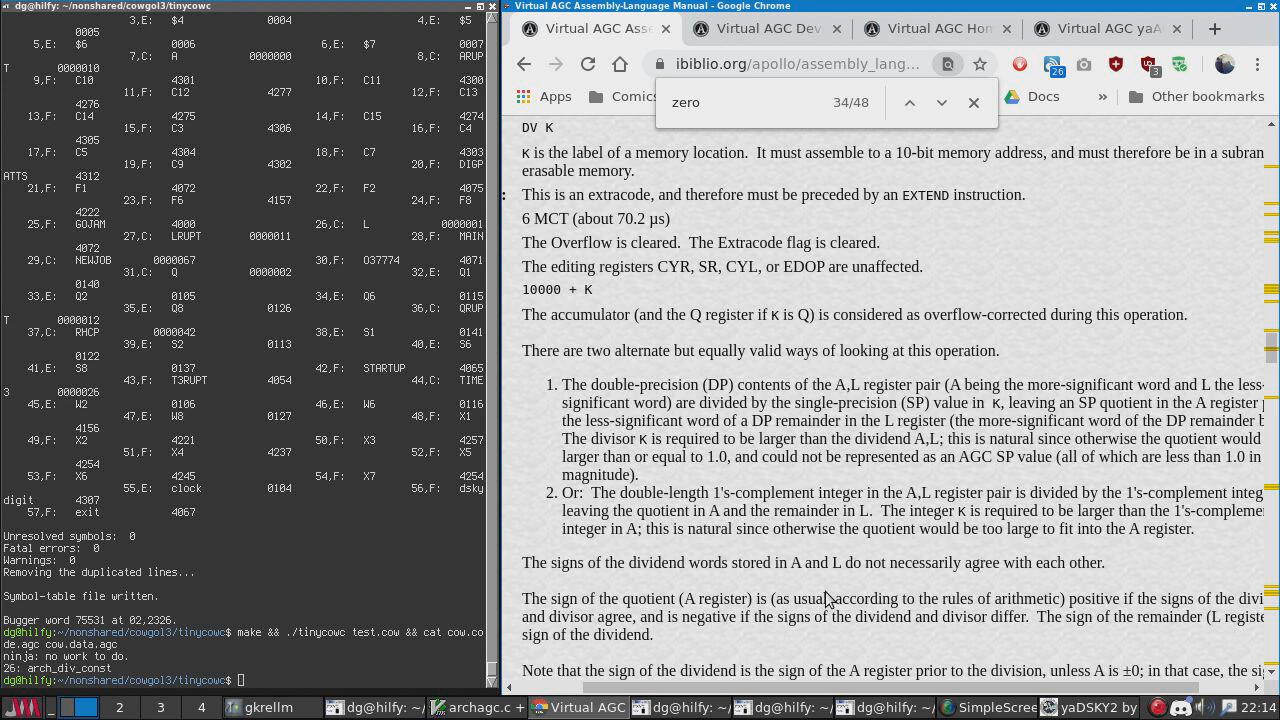 dg@hilfy: ~/nonshared/cowgol3/tinycowc
3,E: $4 0004 4,E: $5
0005
5,E: $6 0006 6,E: $7 0007
7,C: A 0000000 8,C: ARUP
T 0000010
9,F: C10 4301 10,F: C11 4300
11,F: C12 4277 12,F: C13
4276
13,F: C14 4275 14,F: C15 4274
15,F: C3 4306 16,F: C4
4305
17,F: C5 4304 18,F: C7 4303
19,F: C9 4302 20,F: DIGP
ATTS 4312
21,F: F1 4072 22,F: F2 4075
23,F: F6 4157 24,F: F8
4222
25,F: GOJAM 4000 26,C: L 0000001
27,C: LRUPT 0000011 28,F: MAIN
4072
29,C: NEWJOB 0000067 30,F: O37774 4071
31,C: Q 0000002 32,E: Q1
0140
33,E: Q2 0105 34,E: Q6 0115
35,E: Q8 0126 36,C: QRUP
T 0000012
37,C: RHCP 0000042 38,E: S1 0141
39,E: S2 0113 40,E: S6
0122
41,E: S8 0137 42,F: STARTUP 4065
43,F: T3RUPT 4054 44,C: TIME
3 0000026
45,E: W2 0106 46,E: W6 0116
47,E: W8 0127 48,F: X1
4156
49,F: X2 4221 50,F: X3 4257
51,F: X4 4237 52,F: X5
4254
53,F: X6 4245 54,F: X7 4254
55,E: clock 0104 56,F: dsky
digit 4307
57,F: exit 4067
Unresolved symbols: 0
Fatal errors: 0
Warnings: 0
Removing the duplicated lines...
Symbol-table file written.
Bugger word 75531 at 02,2326.
dg@hilfy:~/nonshared/cowgol3/tinycowc$ make && ./tinycowc test.cow && cat cow.co
de.agc cow.data.agc
ninja: no work to do.
26: arch_div_const
dg@hilfy:~/nonshared/cowgol3/tinycowc$
Virtual AGC Assembly-Language Manual - Google Chrome
Virtual AGC Asse Virtual AGC Dev Virtual AGC Hon Virtual AGC yaA
ibiblio.org/apollo/assembly_lang... 26 3
Apps Comics Docs » Other bookmarks
zero 34/48
DV K
K is the label of a memory location. It must assemble to a 10-bit memory address, and must therefore be in a subran
erasable memory.
: This is an extracode, and therefore must be preceded by an EXTEND instruction.
6 MCT (about 70.2 µs)
The Overflow is cleared. The Extracode flag is cleared.
The editing registers CYR, SR, CYL, or EDOP are unaffected.
10000 + K
The accumulator (and the Q register if K is Q) is considered as overflow-corrected during this operation.
There are two alternate but equally valid ways of looking at this operation.
1. The double-precision (DP) contents of the A,L register pair (A being the more-significant word and L the less-
significant word) are divided by the single-precision (SP) value in K, leaving an SP quotient in the A register
the less-significant word of a DP remainder in the L register (the more-significant word of the DP remainder
The divisor K is required to be larger than the dividend A,L; this is natural since otherwise the quotient would
larger than or equal to 1.0, and could not be represented as an AGC SP value (all of which are less than 1.0 in
magnitude).
2. Or: The double-length 1's-complement integer in the A,L register pair is divided by the 1's-complement integ
leaving the quotient in A and the remainder in L. The integer K is required to be larger than the 1's-compleme
integer in A; this is natural since otherwise the quotient would be too large to fit into the A register.
The signs of the dividend words stored in A and L do not necessarily agree with each other.
The sign of the quotient (A register) is (as usual, according to the rules of arithmetic) positive if the signs of the divi
and divisor agree, and is negative if the signs of the dividend and divisor differ. The sign of the remainder (L registe
sign of the dividend.
Note that the sign of the dividend is the sign of the A register prior to the division, unless A is ±0; in that case, the sig
2 3 4 gkrellm dg@hilfy: ~/ archagc.c + Virtual AGC dg@hilfy: ~/ dg@hilfy: ~/ dg@hilfy: ~/ SimpleScree yaDSKY2 by 22:14